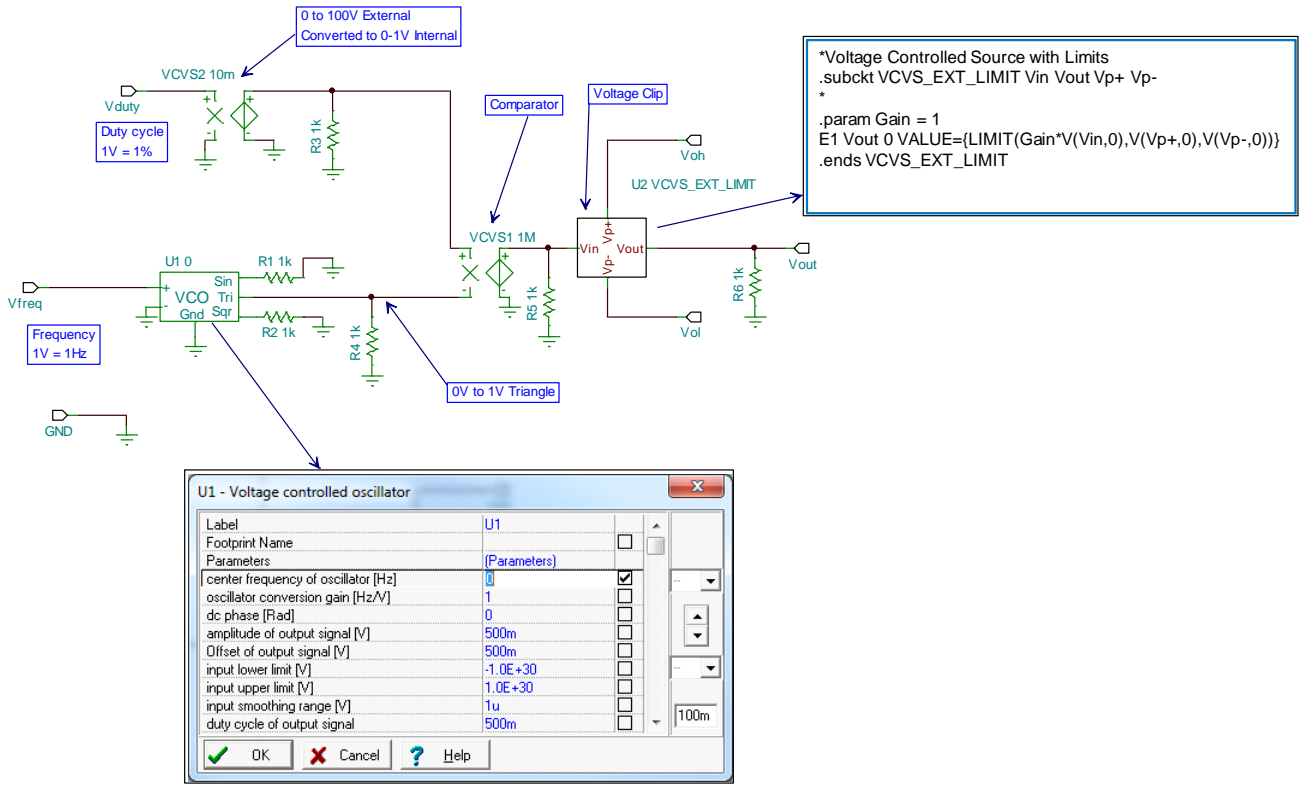 0 to 100V External
Converted to 0-1V Internal
VCVS2 10m
+
+
-
-
Vduty
Duty cycle
1V = 1%
R3 1k
Comparator
Voltage Clip
Voh
U2 VCVS_EXT_LIMIT
*Voltage Controlled Source with Limits
.subckt VCVS_EXT_LIMIT Vin Vout Vp+ Vp-
*
.param Gain = 1
E1 Vout 0 VALUE={LIMIT(Gain*V(Vin,0),V(Vp+,0),V(Vp-,0))}
.ends VCVS_EXT_LIMIT
VCVS1 1M
+
+
-
-
Vin
Vp+
Vout
Vp-
Vout
R5 1k
R6 1k
Vol
U1 0
R1 1k
Sin
+
VCO
Tri
-
Gnd
Sqr
R2 1k
R4 1k
Vfreq
Frequency
1V = 1Hz
0V to 1V Triangle
GND
U1 - Voltage controlled oscillator
Label U1
Footprint Name
Parameters (Parameters)
center frequency of oscillator [Hz] 0
oscillator conversion gain [Hz/V] 1
dc phase [Rad] 0
amplitude of output signal [V] 500m
Offset of output signal [V] 500m
input lower limit [V] -1.0E+30
input upper limit [V] 1.0E+30
input smoothing range [V] 1u
duty cycle of output signal 500m
--
--
100m
OK
Cancel
? Help